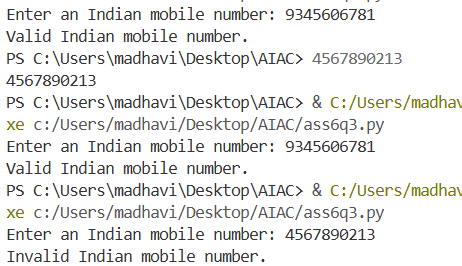 Enter an Indian mobile number: 9345606781
Valid Indian mobile number.
PS C:\Users\madhavi\Desktop\AIAC> 4567890213
4567890213
PS C:\Users\madhavi\Desktop\AIAC> & C:/Users/madhav
xe c:/Users/madhavi/Desktop/AIAC/ass6q3.py
Enter an Indian mobile number: 9345606781
Valid Indian mobile number.
PS C:\Users\madhavi\Desktop\AIAC> & C:/Users/madhav
xe c:/Users/madhavi/Desktop/AIAC/ass6q3.py
Enter an Indian mobile number: 4567890213
Invalid Indian mobile number.